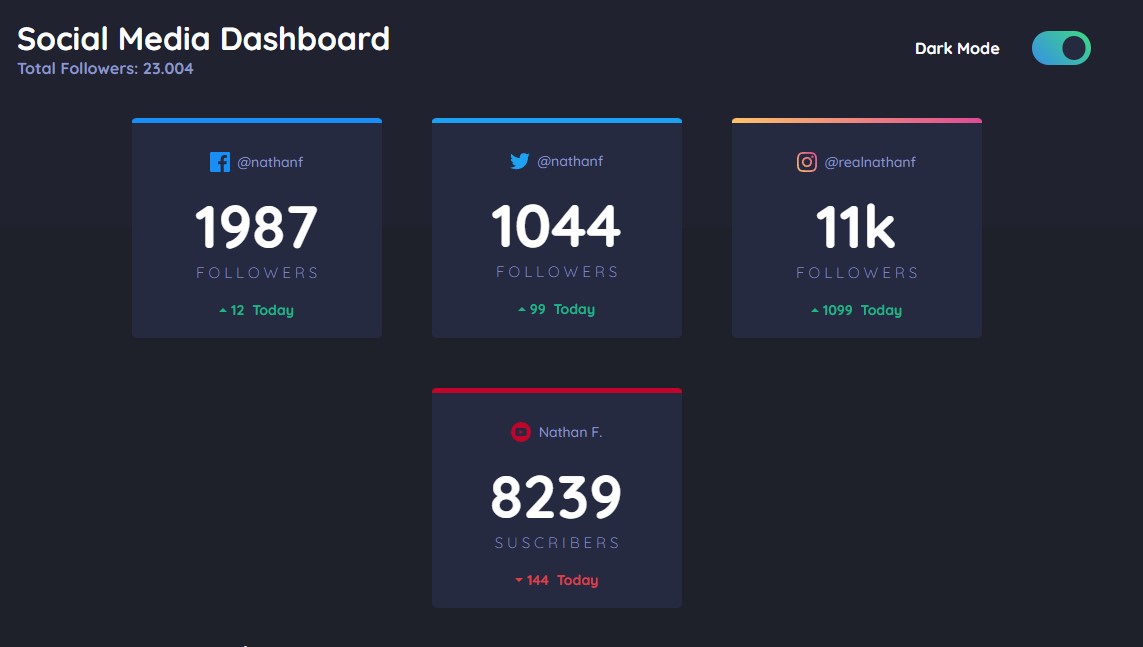 Social Media Dashboard
Total Followers: 23.004
Dark Mode
@nathanf
1987
FOLLOWERS
12 Today
@nathanf
1044
FOLLOWERS
99 Today
@realnathanf
11k
FOLLOWERS
1099 Today
Nathan F.
8239
SUSCRIBERS
144 Today